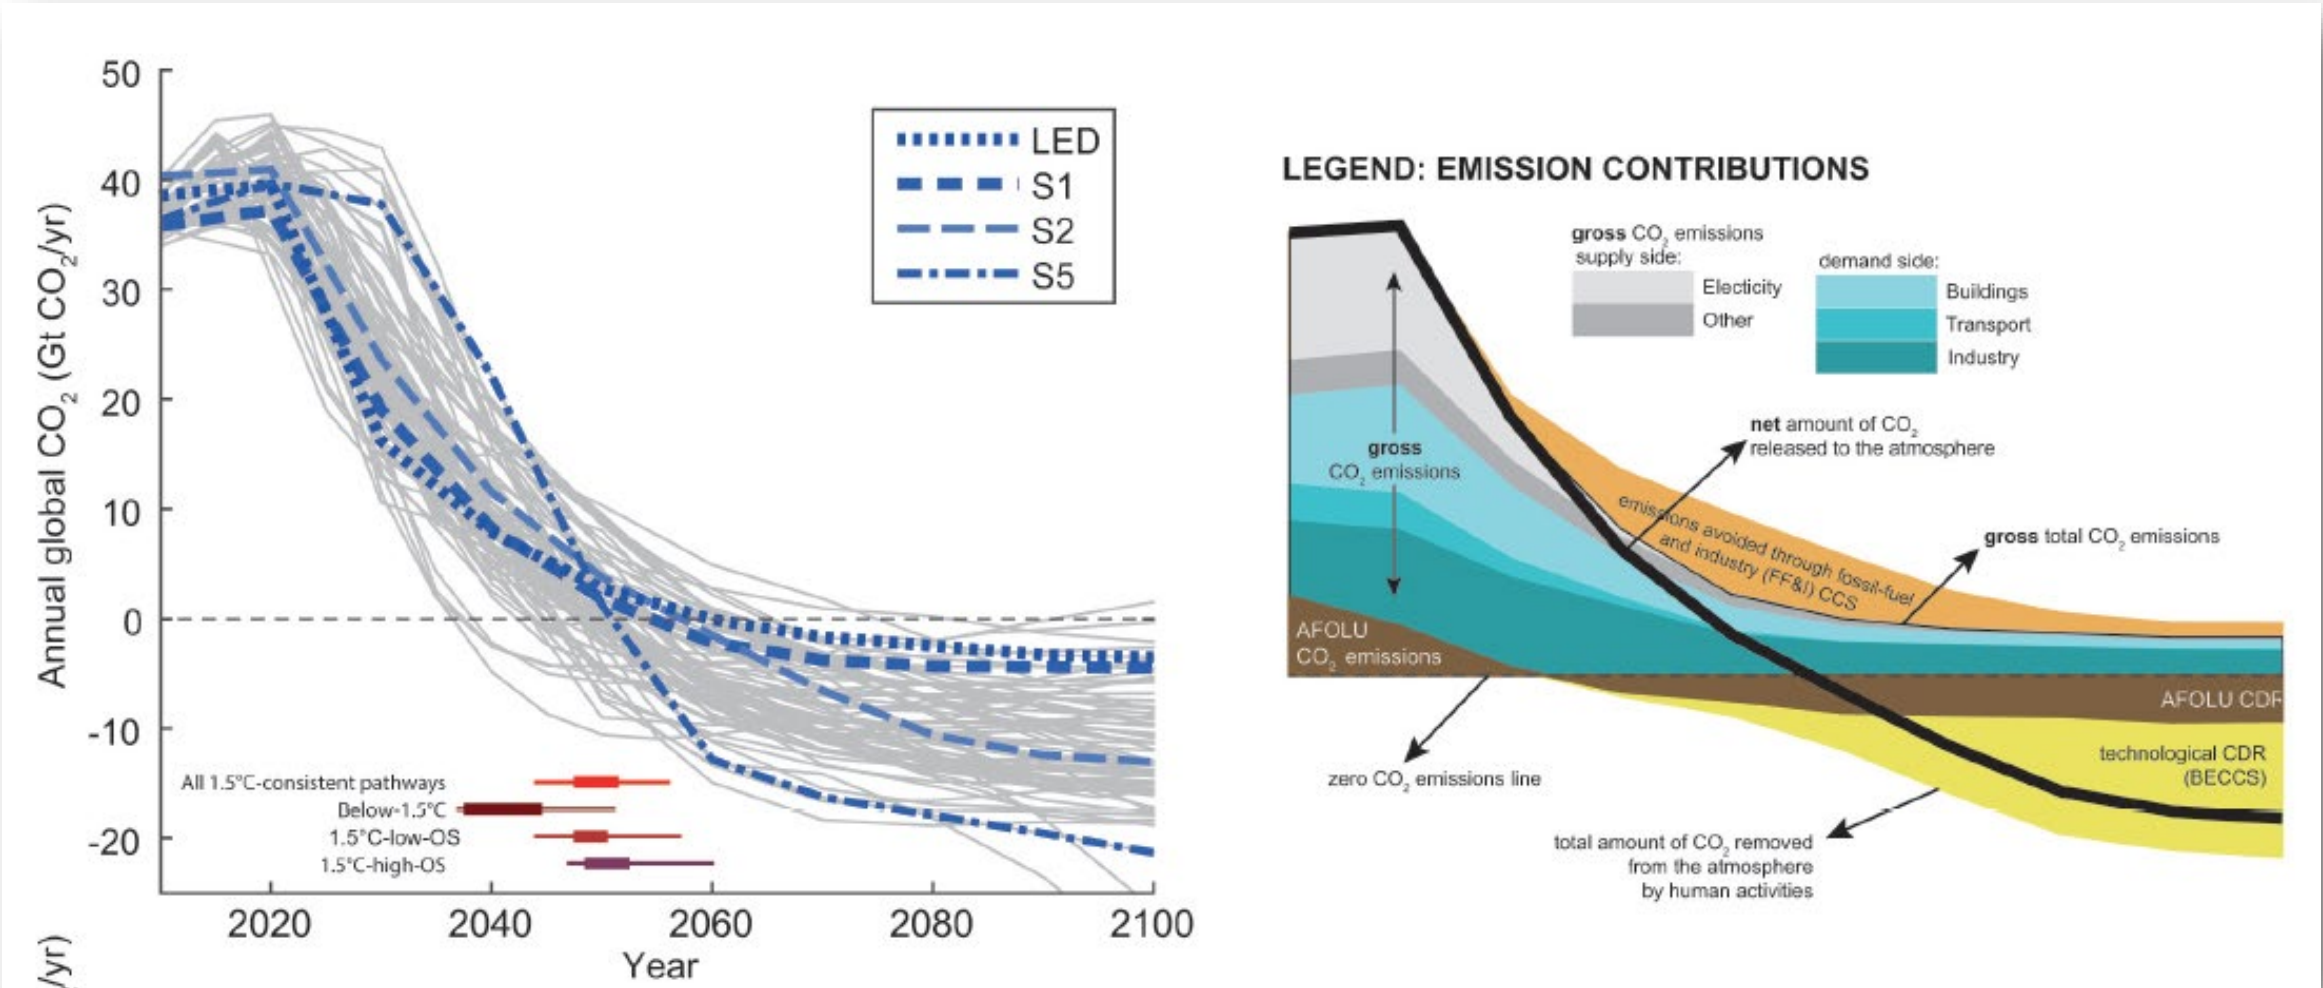 50
40
30
20
10
0
-10
-20
Annual global CO2 (Gt CO2/yr)
LED
S1
S2
S5
All 1.5°C-consistent pathways
Below-1.5°C
1.5°C-low-OS
1.5°C-high-OS
2020 2040 2060 2080 2100
Year
/yr)
LEGEND: EMISSION CONTRIBUTIONS
gross CO2 emissions
supply side:
Electicity
Other
demand side:
Buildings
Transport
Industry
gross
CO2 emissions
net amount of CO2
released to the atmosphere
emissions avoided through fossil-fuel
and industry (FF&I) CCS
gross total CO2 emissions
AFOLU
CO2 emissions
AFOLU CDR
technological CDR
(BECCS)
zero CO2 emissions line
total amount of CO2 removed
from the atmosphere
by human activities